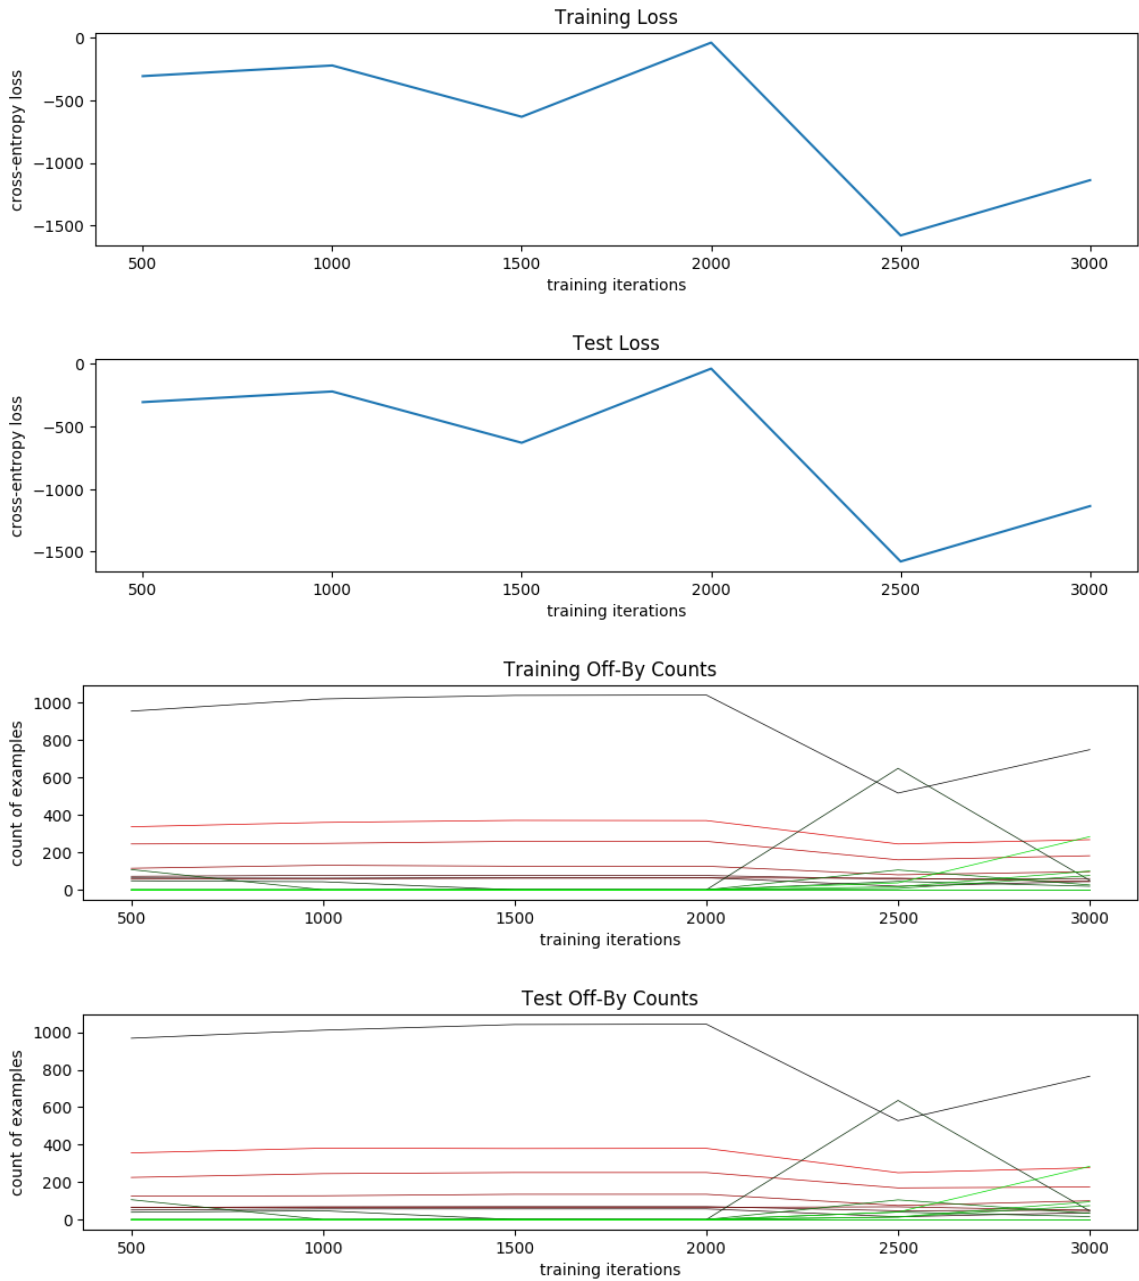 Training Loss
0
−500
−1000
−1500
cross-entropy loss
500 1000 1500 2000 2500 3000
training iterations
Test Loss
0
−500
−1000
−1500
cross-entropy loss
500 1000 1500 2000 2500 3000
training iterations
Training Off-By Counts
1000
800
600
400
200
0
count of examples
500 1000 1500 2000 2500 3000
training iterations
Test Off-By Counts
1000
800
600
400
200
0
count of examples
500 1000 1500 2000 2500 3000
training iterations